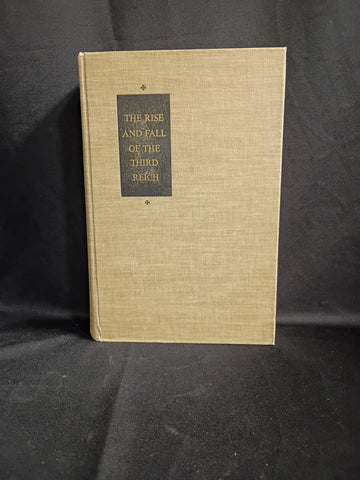 THE RISE
AND FALL
OF THE
THIRD
REICH